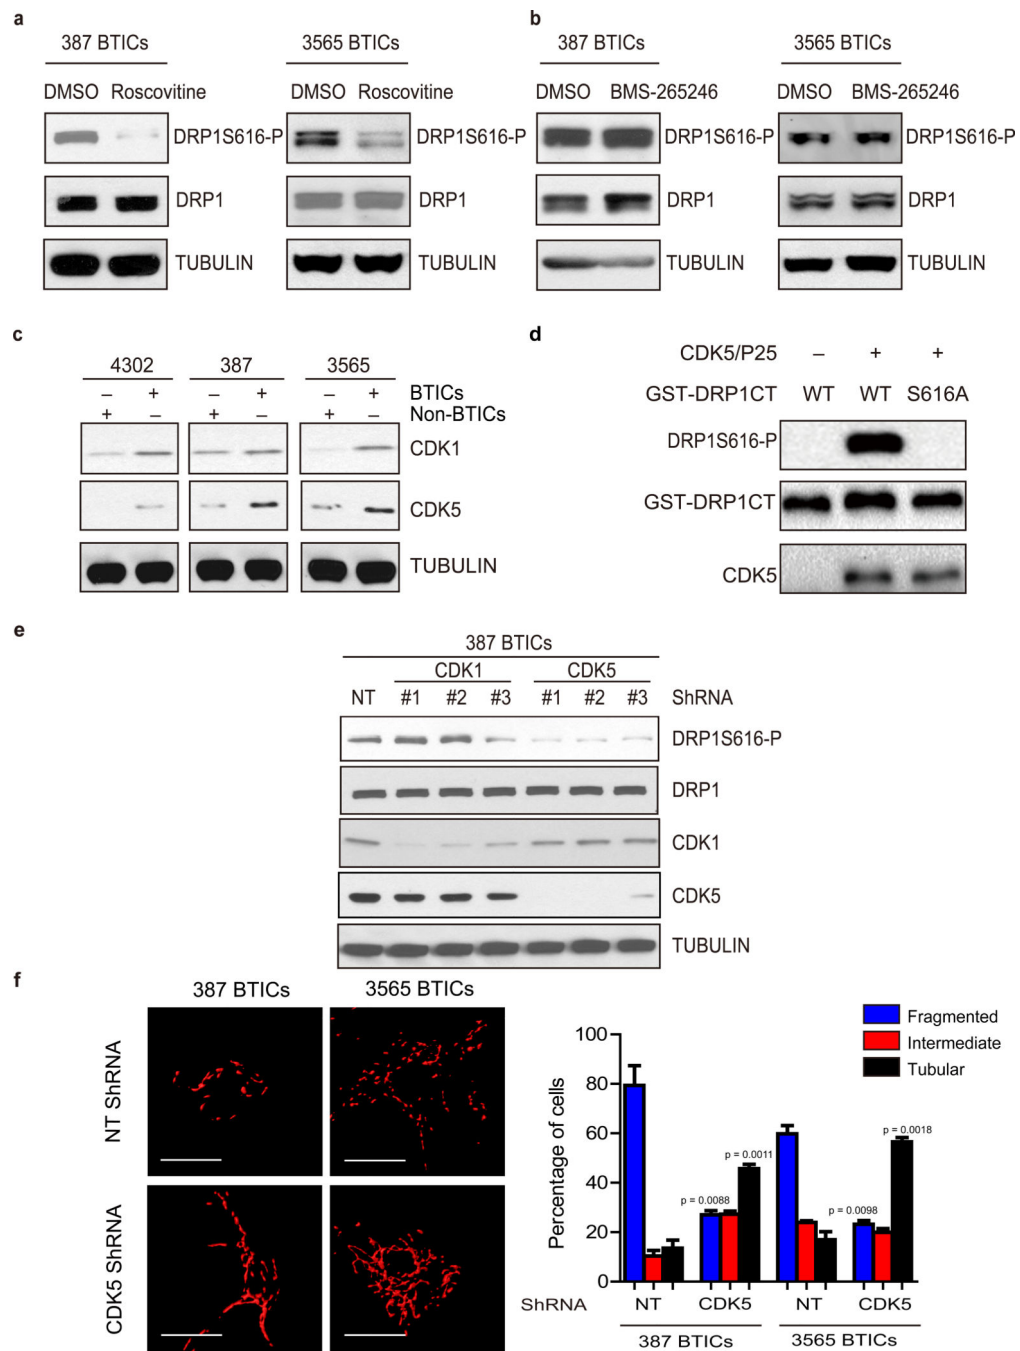 a
b
387 BTICs
3565 BTICs
387 BTICs
3565 BTICs
DMSO Roscovitine
DMSO Roscovitine
DMSO BMS-265246
DMSO BMS-265246
DRP1S616-P
DRP1S616-P
DRP1S616-P
DRP1S616-P
DRP1
DRP1
DRP1
DRP1
TUBULIN
TUBULIN
TUBULIN
TUBULIN
c
4302 387 3565
– + – + – + BTICs
+ – + – + – Non-BTICs
CDK1
CDK5
TUBULIN
d
CDK5/P25 – + +
GST-DRP1CT WT WT S616A
DRP1S616-P
GST-DRP1CT
CDK5
e
387 BTICs
CDK1 CDK5
NT #1 #2 #3 #1 #2 #3 ShRNA
DRP1S616-P
DRP1
CDK1
CDK5
TUBULIN
f
387 BTICs 3565 BTICs
NT ShRNA
CDK5 ShRNA
Fragmented
Intermediate
Tubular
Percentage of cells
100
80
60
40
20
0
p = 0.0088
p = 0.0011
p = 0.0098
p = 0.0018
ShRNA NT CDK5 NT CDK5
387 BTICs 3565 BTICs